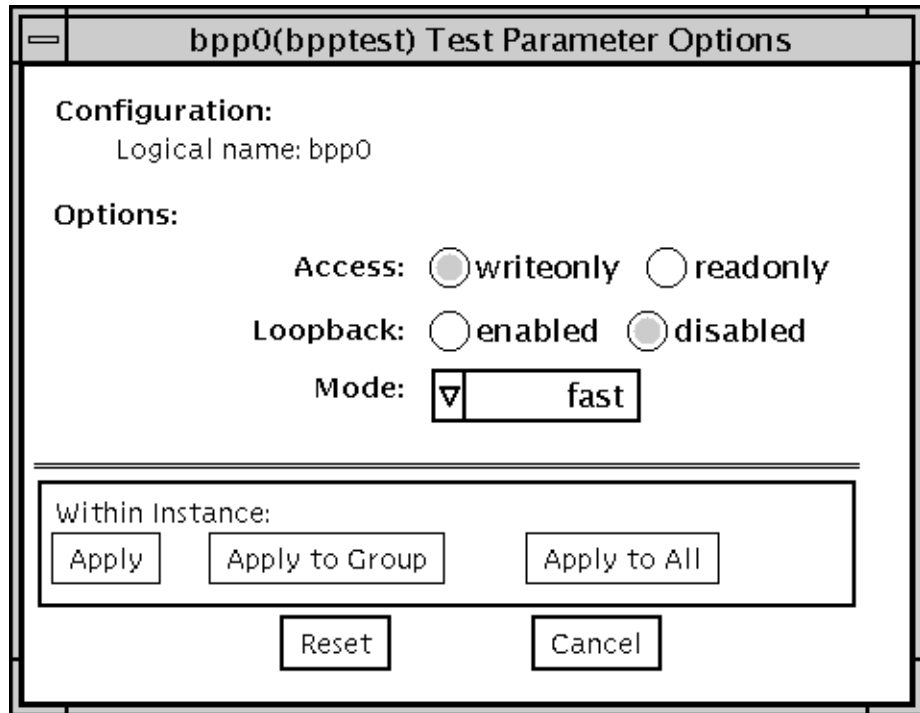 bpp0(bpptest) Test Parameter Options
Configuration:
Logical name: bpp0
Options:
Access: writeonly readonly
Loopback: enabled disabled
Mode: fast
Within Instance:
Apply Apply to Group Apply to All
Reset Cancel